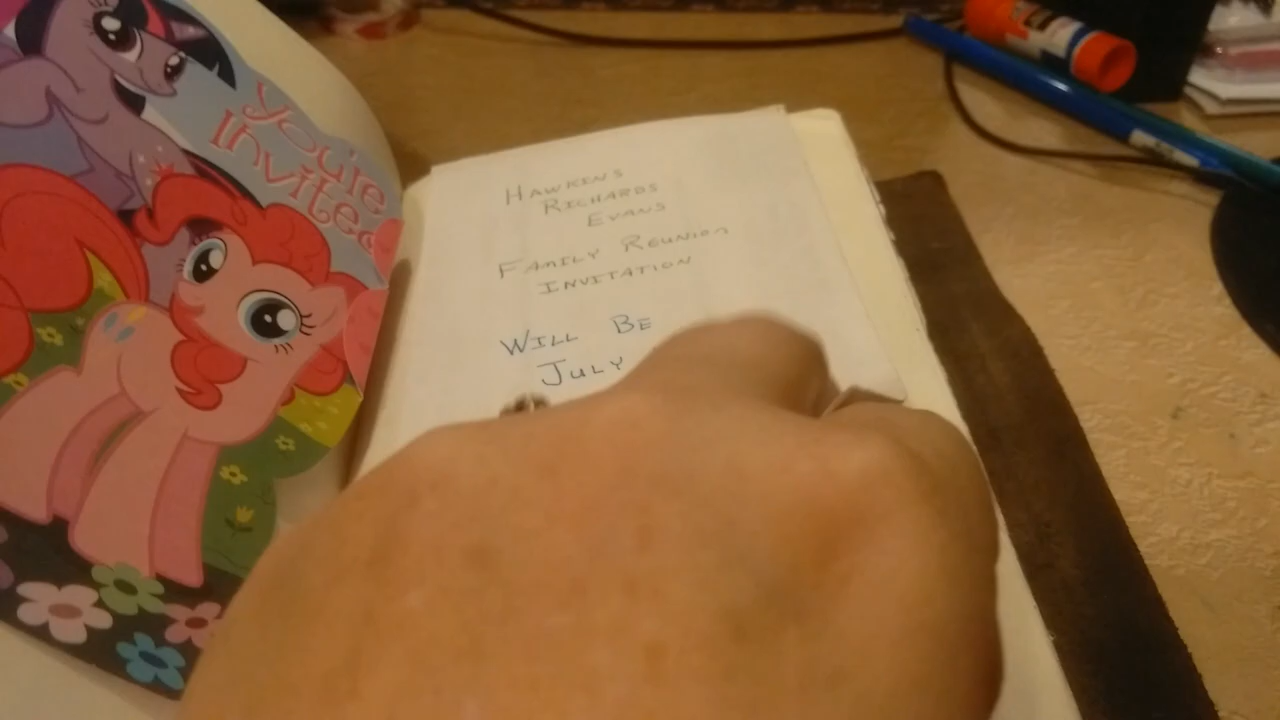 You're
Invited
HAWKINS
RICHARDS
EVANS
FAMILY REUNION
INVITATION
WILL BE
JULY